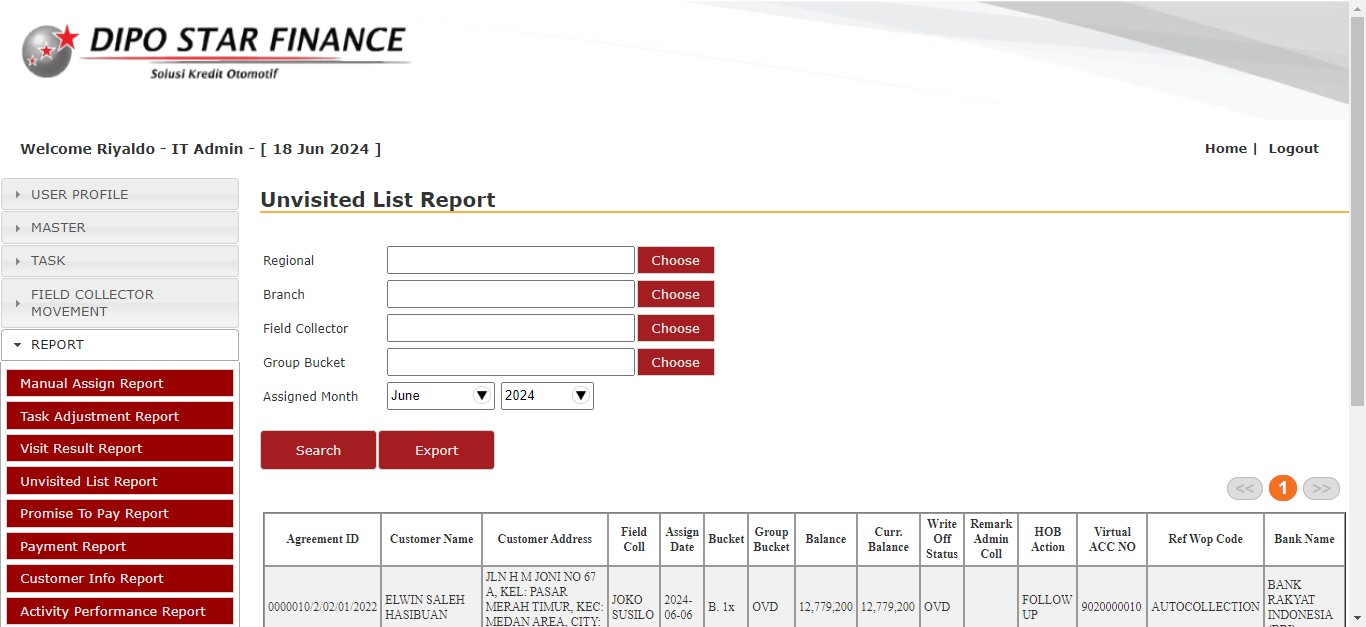 DIPO STAR FINANCE
Solusi Kredit Otomotif
Welcome Riyaldo - IT Admin - [ 18 Jun 2024 ]
Home | Logout
USER PROFILE
MASTER
TASK
FIELD COLLECTOR
MOVEMENT
REPORT
Manual Assign Report
Task Adjustment Report
Visit Result Report
Unvisited List Report
Promise To Pay Report
Payment Report
Customer Info Report
Activity Performance Report
Unvisited List Report
Regional Choose
Branch Choose
Field Collector Choose
Group Bucket Choose
Assigned Month June 2024
Search Export
<< 1 >>
Agreement ID Customer Name Customer Address Field Coll Assign Date Bucket Group Bucket Balance Curr. Balance Write Off Status Remark Admin Coll HOB Action Virtual ACC NO Ref Wop Code Bank Name
0000010/2/02/01/2022
ELWIN SALEH
HASIBUAN
JLN H M JONI NO 67
A, KEL: PASAR
MERAH TIMUR, KEC:
MEDAN AREA, CITY:
JOKO
SUSILO
2024-
06-06
B. 1x
OVD
12,779,200
12,779,200
OVD
FOLLOW
UP
9020000010
AUTOCOLLECTION
BANK
RAKYAT
INDONESIA